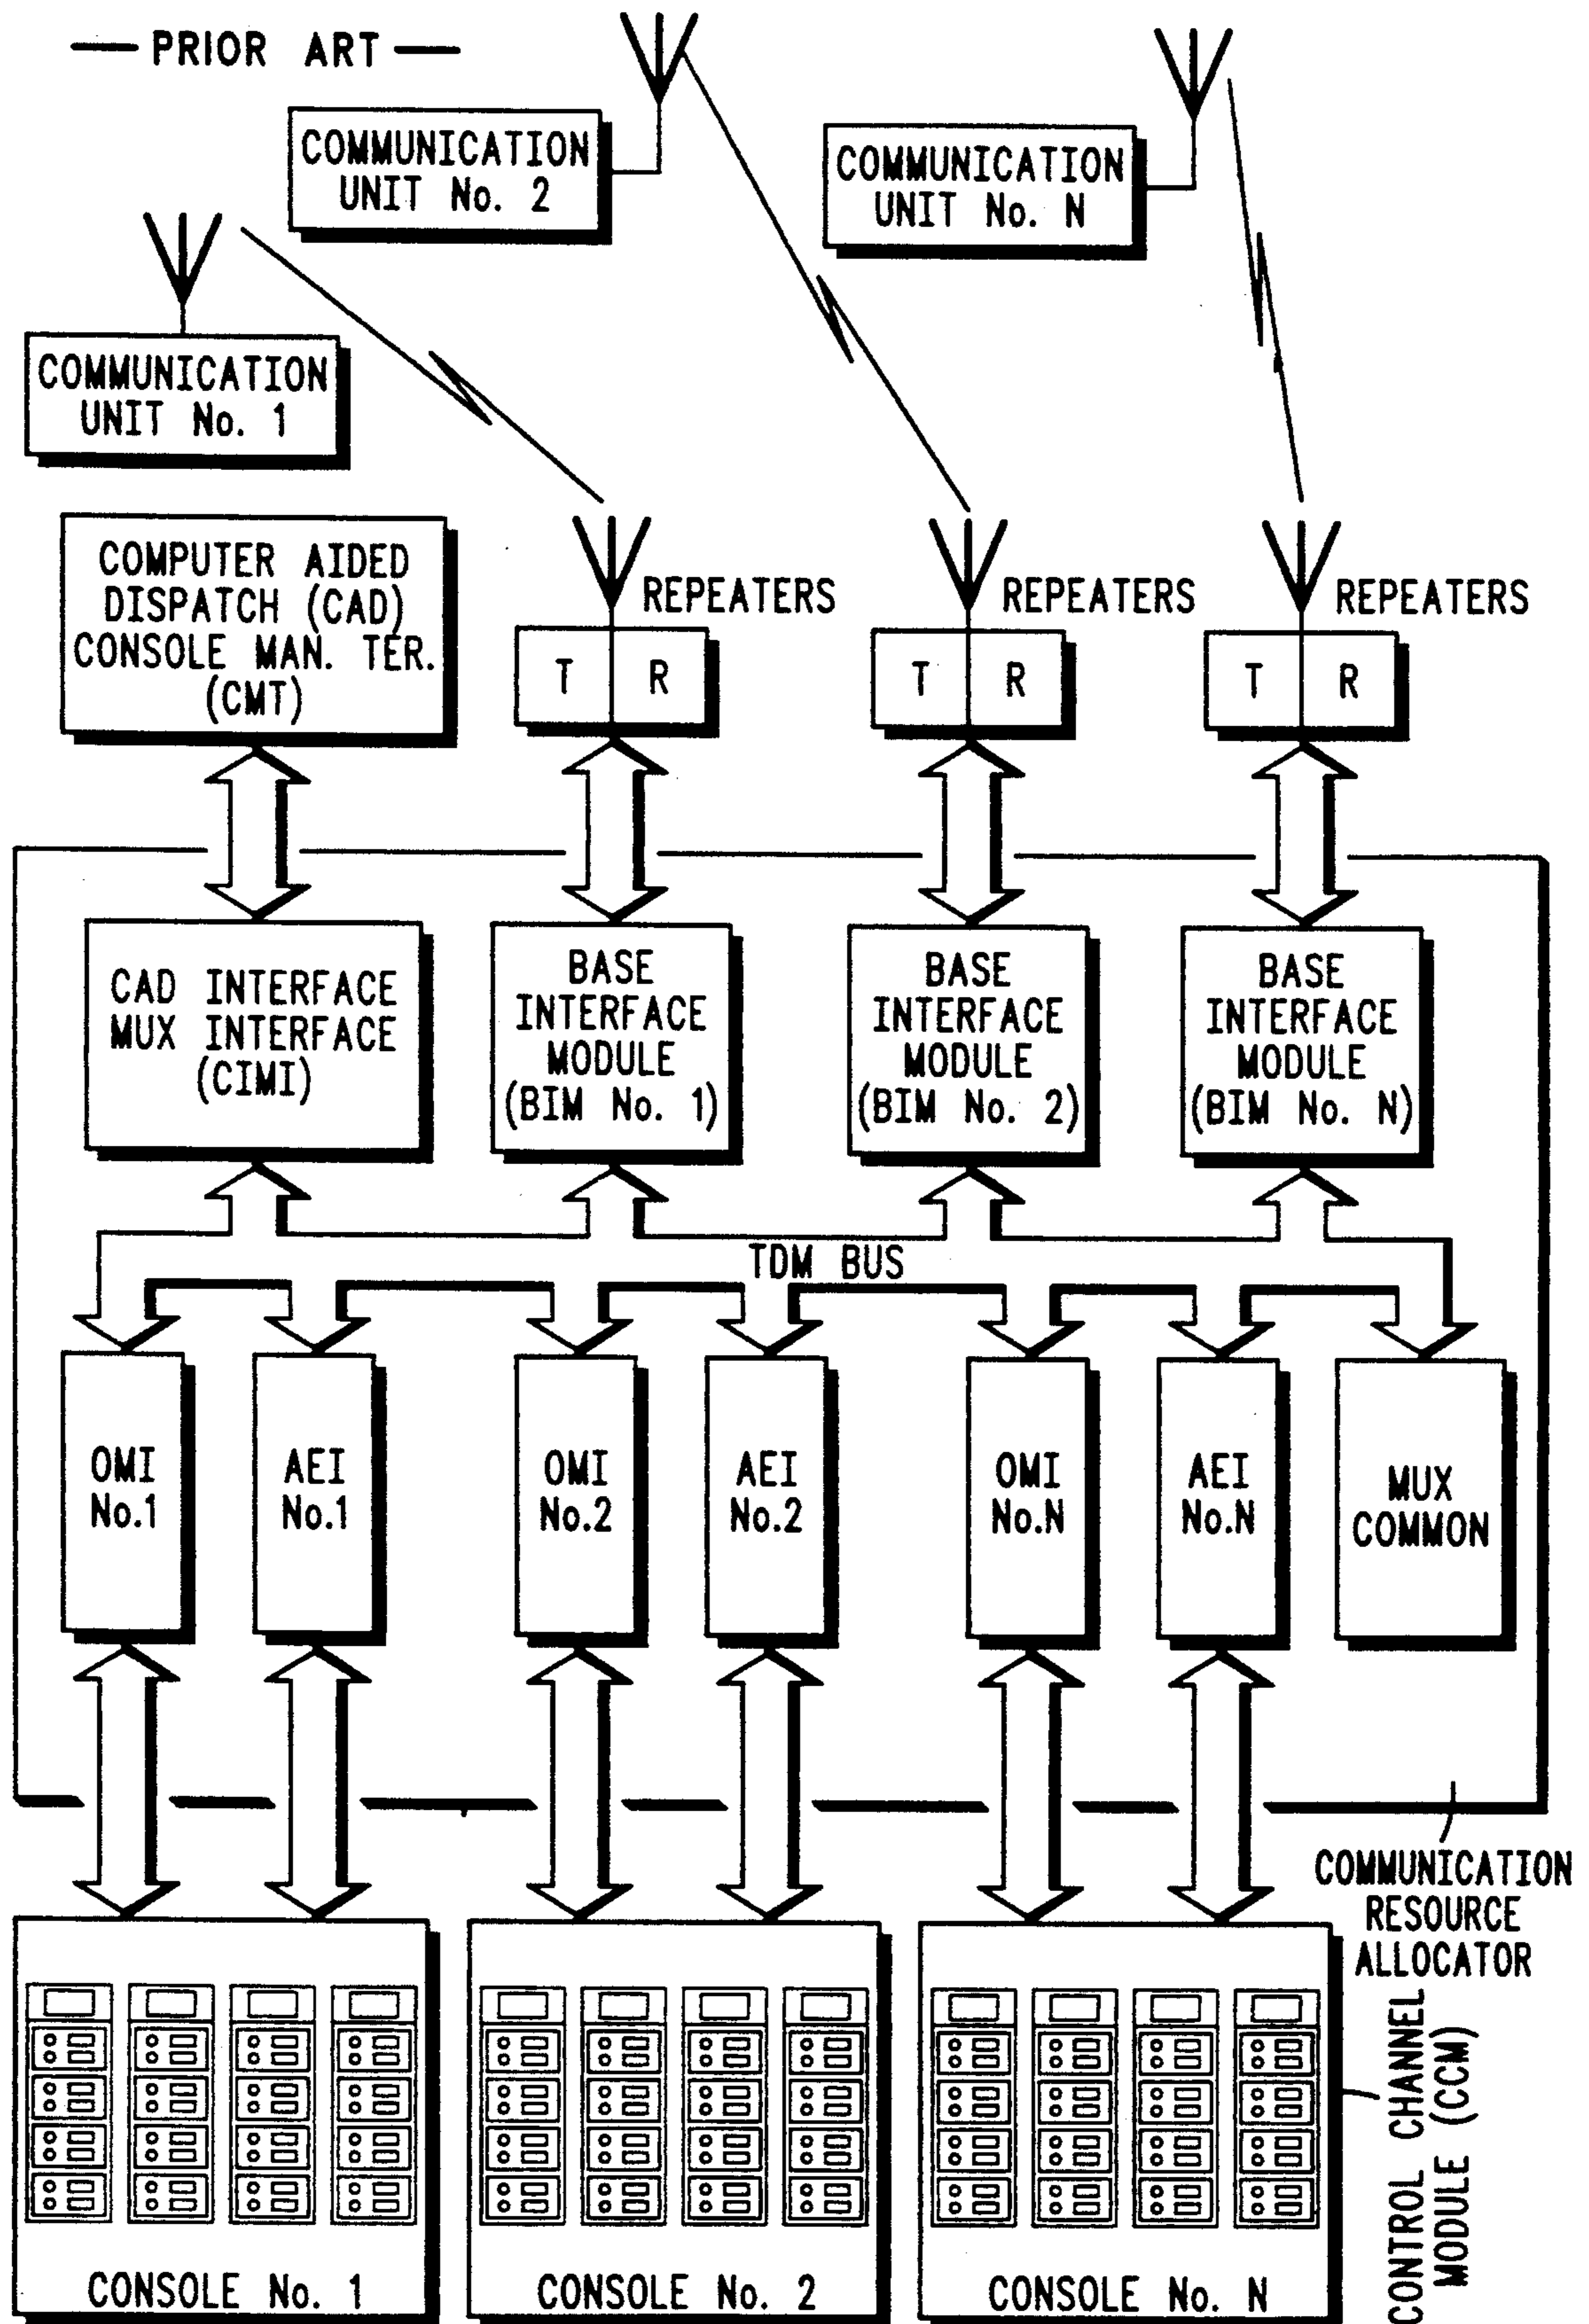 — PRIOR ART —
COMMUNICATION
UNIT No. 2
COMMUNICATION
UNIT No. N
COMMUNICATION
UNIT No. 1
COMPUTER AIDED
DISPATCH (CAD)
CONSOLE MAN. TER.
(CMT)
REPEATERS
T R
REPEATERS
T R
REPEATERS
T R
CAD INTERFACE
MUX INTERFACE
(CIMI)
BASE
INTERFACE
MODULE
(BIM No. 1)
BASE
INTERFACE
MODULE
(BIM No. 2)
BASE
INTERFACE
MODULE
(BIM No. N)
TDM BUS
OMI
No.1
AEI
No.1
OMI
No.2
AEI
No.2
OMI
No.N
AEI
No.N
MUX
COMMON
COMMUNICATION
RESOURCE
ALLOCATOR
CONTROL CHANNEL
MODULE (CCM)
CONSOLE No. 1
CONSOLE No. 2
CONSOLE No. N